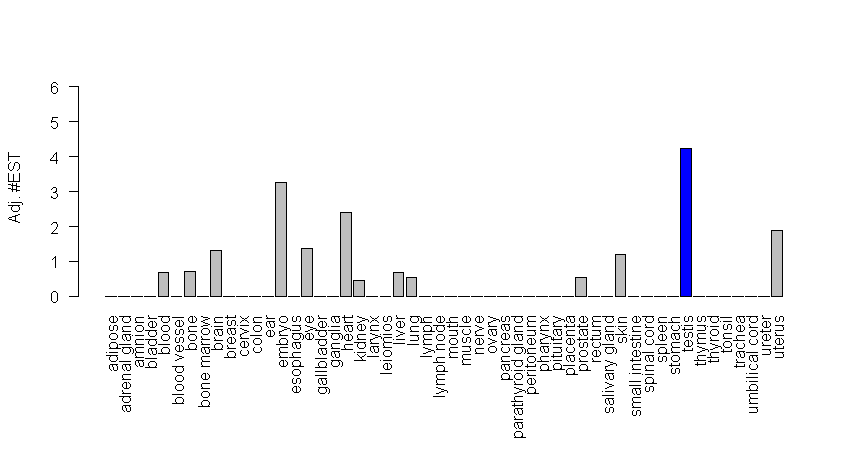 6
5
4
3
2
1
0
Adj. #EST
adipose
adrenal gland
amnion
bladder
blood
blood vessel
bone
bone marrow
brain
breast
cervix
colon
ear
embryo
esophagus
eye
gallbladder
ganglia
heart
kidney
larynx
leiomios
liver
lung
lymph
lymph node
mouth
muscle
nerve
ovary
pancreas
parathyroid gland
peritoneum
pharynx
pituitary
placenta
prostate
rectum
salivary gland
skin
small intestine
spinal cord
spleen
stomach
testis
thymus
thyroid
tonsil
trachea
umbilical cord
ureter
uterus